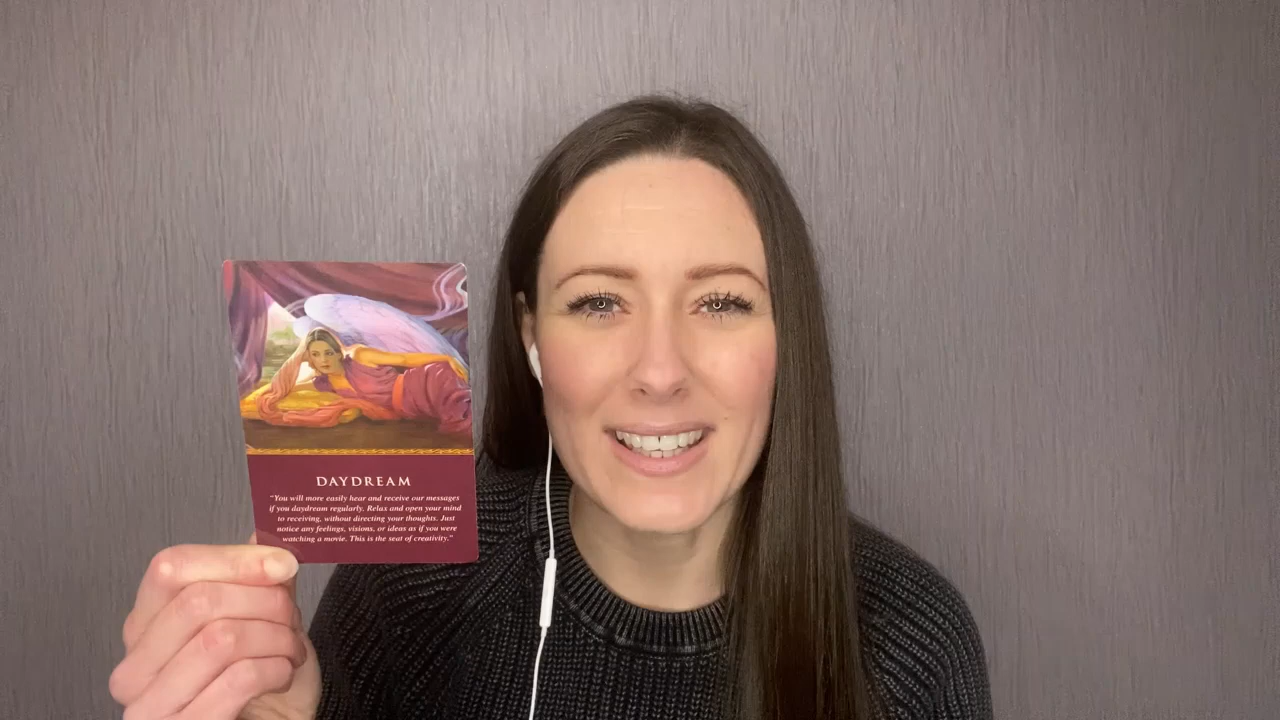 DAYDREAM
"You will more easily hear and receive our messages
if you daydream regularly. Relax and open your mind
to receiving, without directing your thoughts. Just
notice any feelings, visions, or ideas as if you were
watching a movie. This is the seat of creativity."